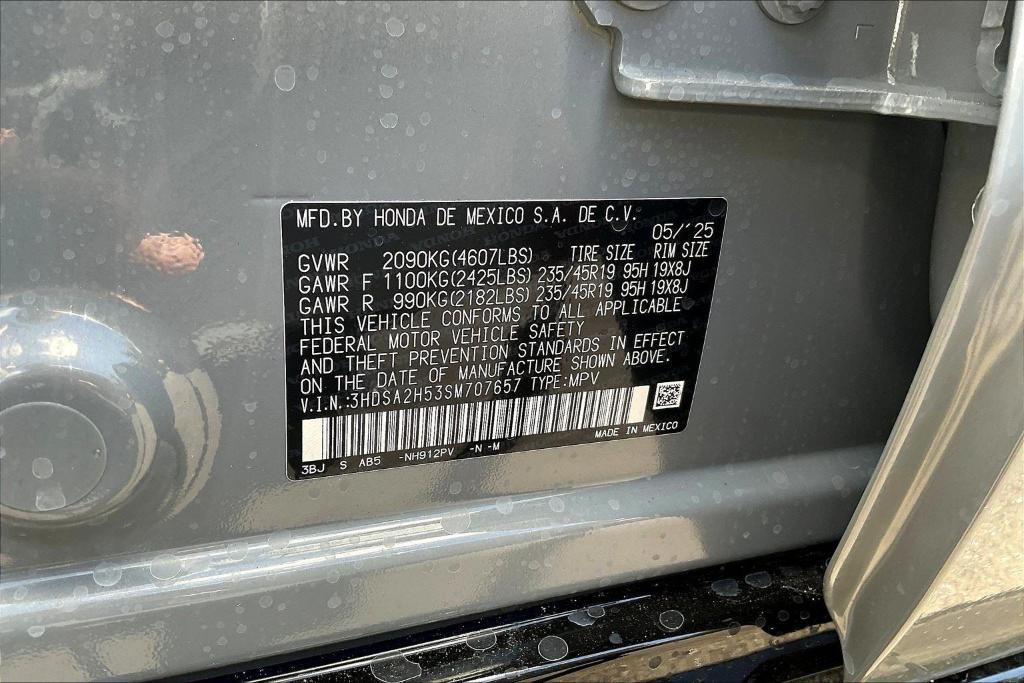 MFD.BY HONDA DE MEXICO S.A. DE C.V.
05/'25
GVWR 2090KG(4607LBS) TIRE SIZE RIM SIZE
GAWR F 1100KG(2425LBS) 235/45R19 95H 19X8J
GAWR R 990KG(2182LBS) 235/45R19 95H 19X8J
THIS VEHICLE CONFORMS TO ALL APPLICABLE
FEDERAL MOTOR VEHICLE SAFETY
AND THEFT PREVENTION STANDARDS IN EFFECT
ON THE DATE OF MANUFACTURE SHOWN ABOVE.
V.I.N.:3HDSA2H53SM707657 TYPE:MPV
MADE IN MEXICO
3BJ S AB5 -NH912PV -N -M